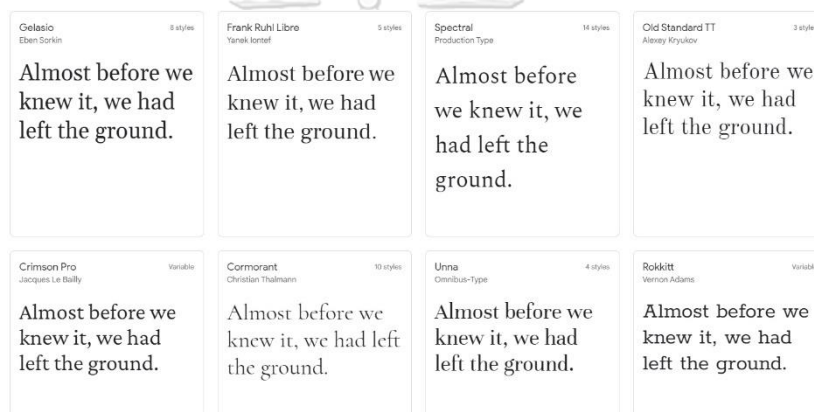 Gelasio 8 styles
Eben Sorkin
Almost before we
knew it, we had
left the ground.
Frank Ruhl Libre 5 styles
Yanek Iontef
Almost before we
knew it, we had
left the ground.
Spectral 14 styles
Production Type
Almost before
we knew it, we
had left the
ground.
Old Standard TT 3 style
Alexey Kryukov
Almost before we
knew it, we had
left the ground.
Crimson Pro Variable
Jacques Le Bailly
Almost before we
knew it, we had
left the ground.
Cormorant 10 styles
Christian Thalmann
Almost before we
knew it, we had left
the ground.
Unna 4 styles
Omnibus-Type
Almost before we
knew it, we had
left the ground.
Rokkitt Variabl
Vernon Adams
Almost before we
knew it, we had
left the ground.